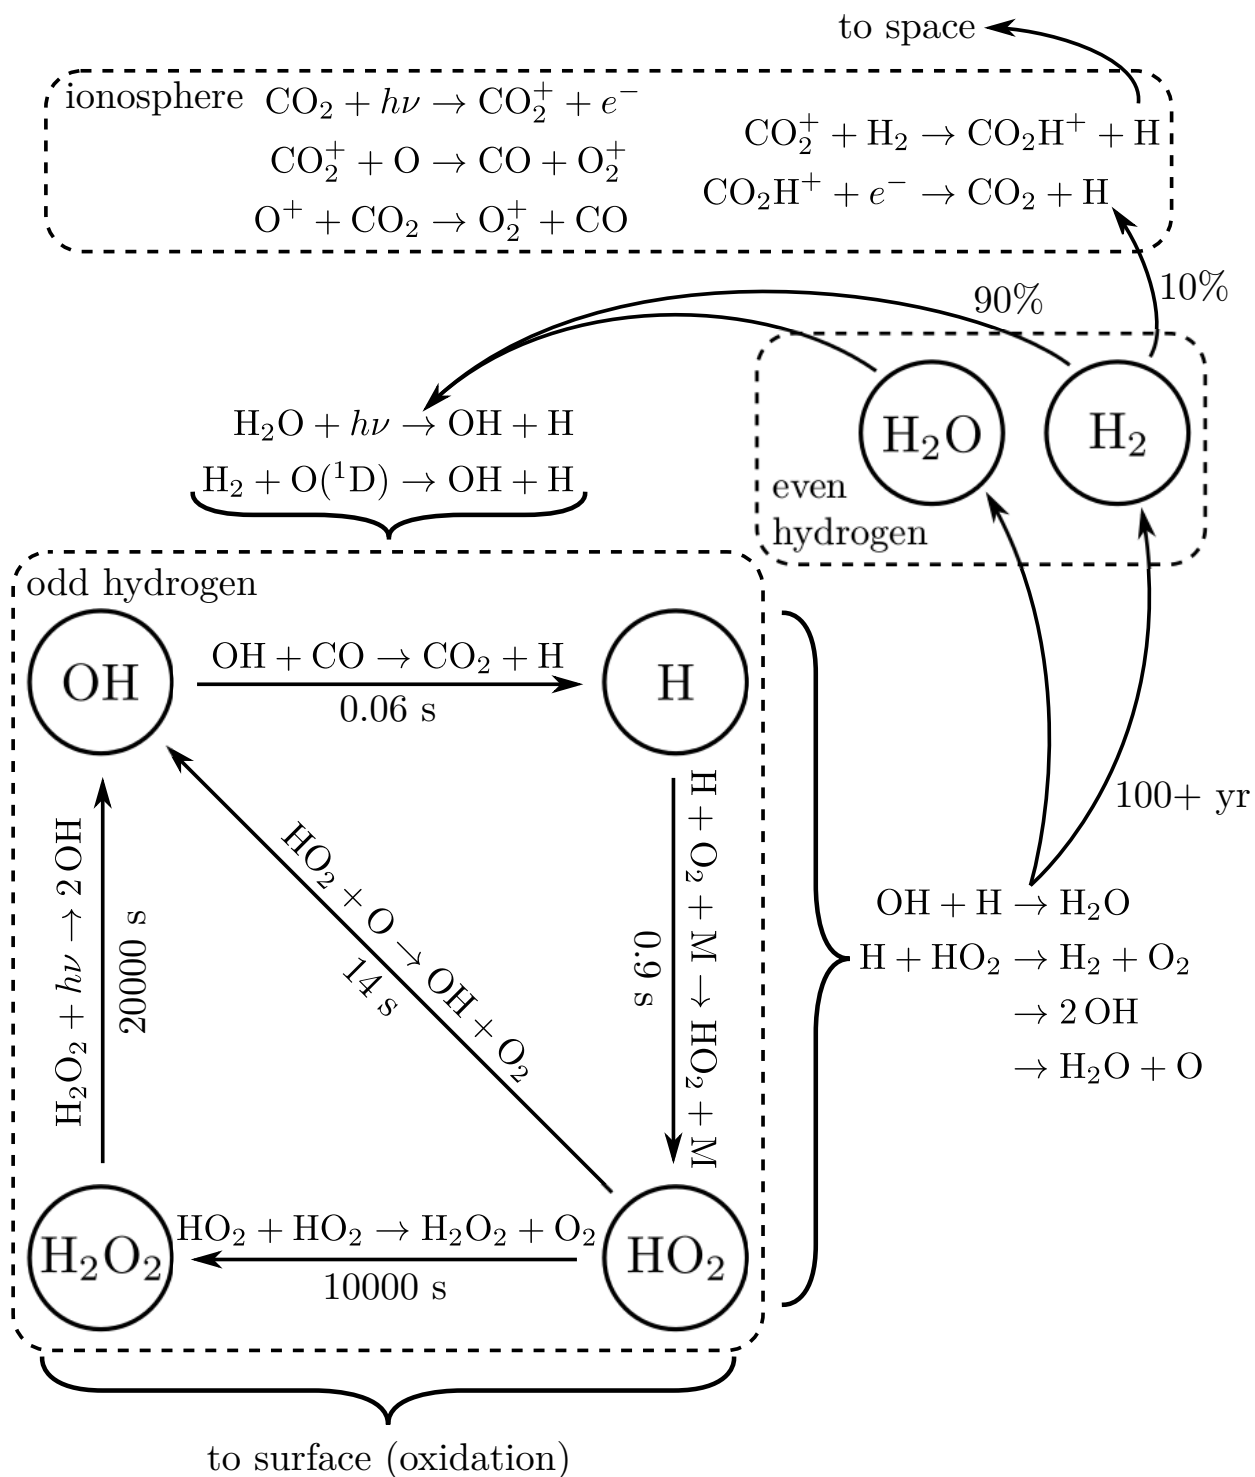 to space
ionosphere
CO₂ + hν → CO₂⁺ + e⁻
CO₂⁺ + O → CO + O₂⁺
O⁺ + CO₂ → O₂⁺ + CO
CO₂⁺ + H₂ → CO₂H⁺ + H
CO₂H⁺ + e⁻ → CO₂ + H
90%
10%
H₂O
H₂
even
hydrogen
H₂O + hν → OH + H
H₂ + O(¹D) → OH + H
odd hydrogen
OH
OH + CO → CO₂ + H
0.06 s
H
H + O₂ + M → HO₂ + M
0.9 s
HO₂ + O → OH + O₂
14 s
H₂O₂ + hν → 2 OH
20000 s
H₂O₂
HO₂ + HO₂ → H₂O₂ + O₂
10000 s
HO₂
100+ yr
OH + H → H₂O
H + HO₂ → H₂ + O₂
→ 2 OH
→ H₂O + O
to surface (oxidation)